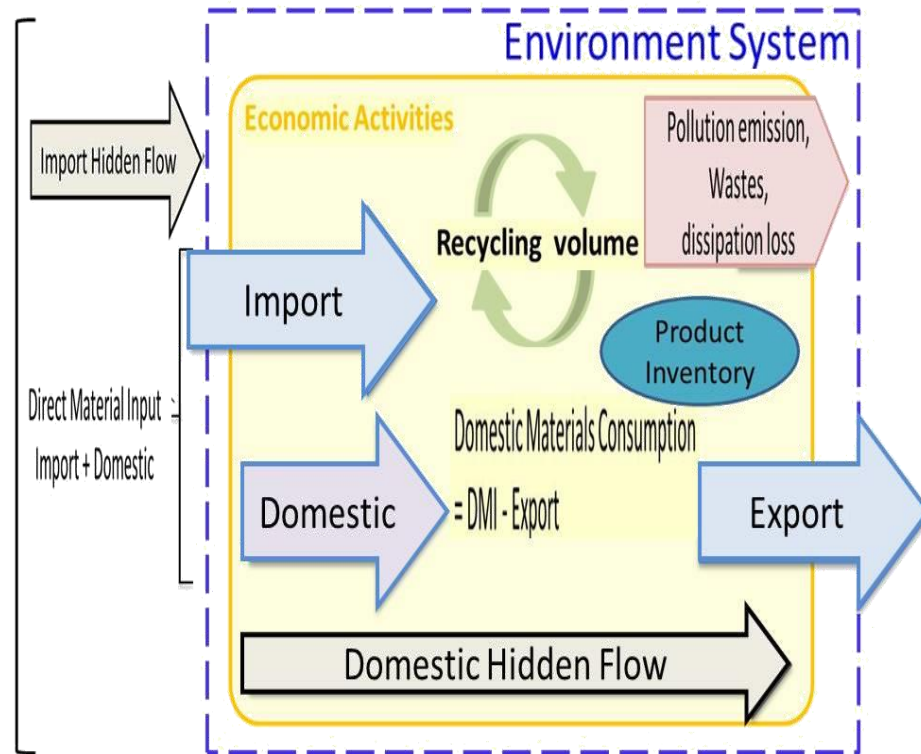 Environment System
Economic Activities
Import Hidden Flow
Pollution emission,
Wastes,
dissipation loss
Recycling volume
Import
Product
Inventory
Direct Material Input
Import + Domestic
Domestic Materials Consumption
= DMI - Export
Domestic
Export
Domestic Hidden Flow